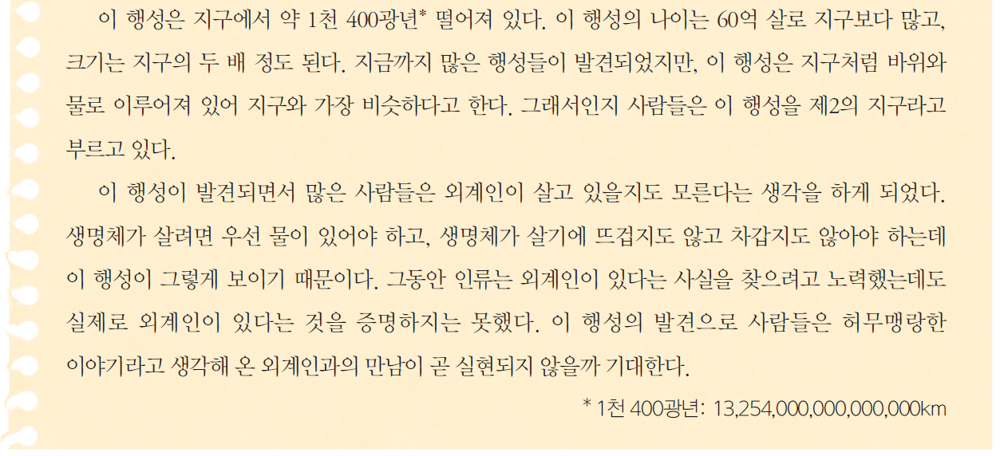 이 행성은 지구에서 약 1천 400광년* 떨어져 있다. 이 행성의 나이는 60억 살로 지구보다 많고,
크기는 지구의 두 배 정도 된다. 지금까지 많은 행성들이 발견되었지만, 이 행성은 지구처럼 바위와
물로 이루어져 있어 지구와 가장 비슷하다고 한다. 그래서인지 사람들은 이 행성을 제2의 지구라고
부르고 있다.
이 행성이 발견되면서 많은 사람들은 외계인이 살고 있을지도 모른다는 생각을 하게 되었다.
생명체가 살려면 우선 물이 있어야 하고, 생명체가 살기에 뜨겁지도 않고 차갑지도 않아야 하는데
이 행성이 그렇게 보이기 때문이다. 그동안 인류는 외계인이 있다는 사실을 찾으려고 노력했는데도
실제로 외계인이 있다는 것을 증명하지는 못했다. 이 행성의 발견으로 사람들은 허무맹랑한
이야기라고 생각해 온 외계인과의 만남이 곧 실현되지 않을까 기대한다.
* 1천 400광년: 13,254,000,000,000,000km